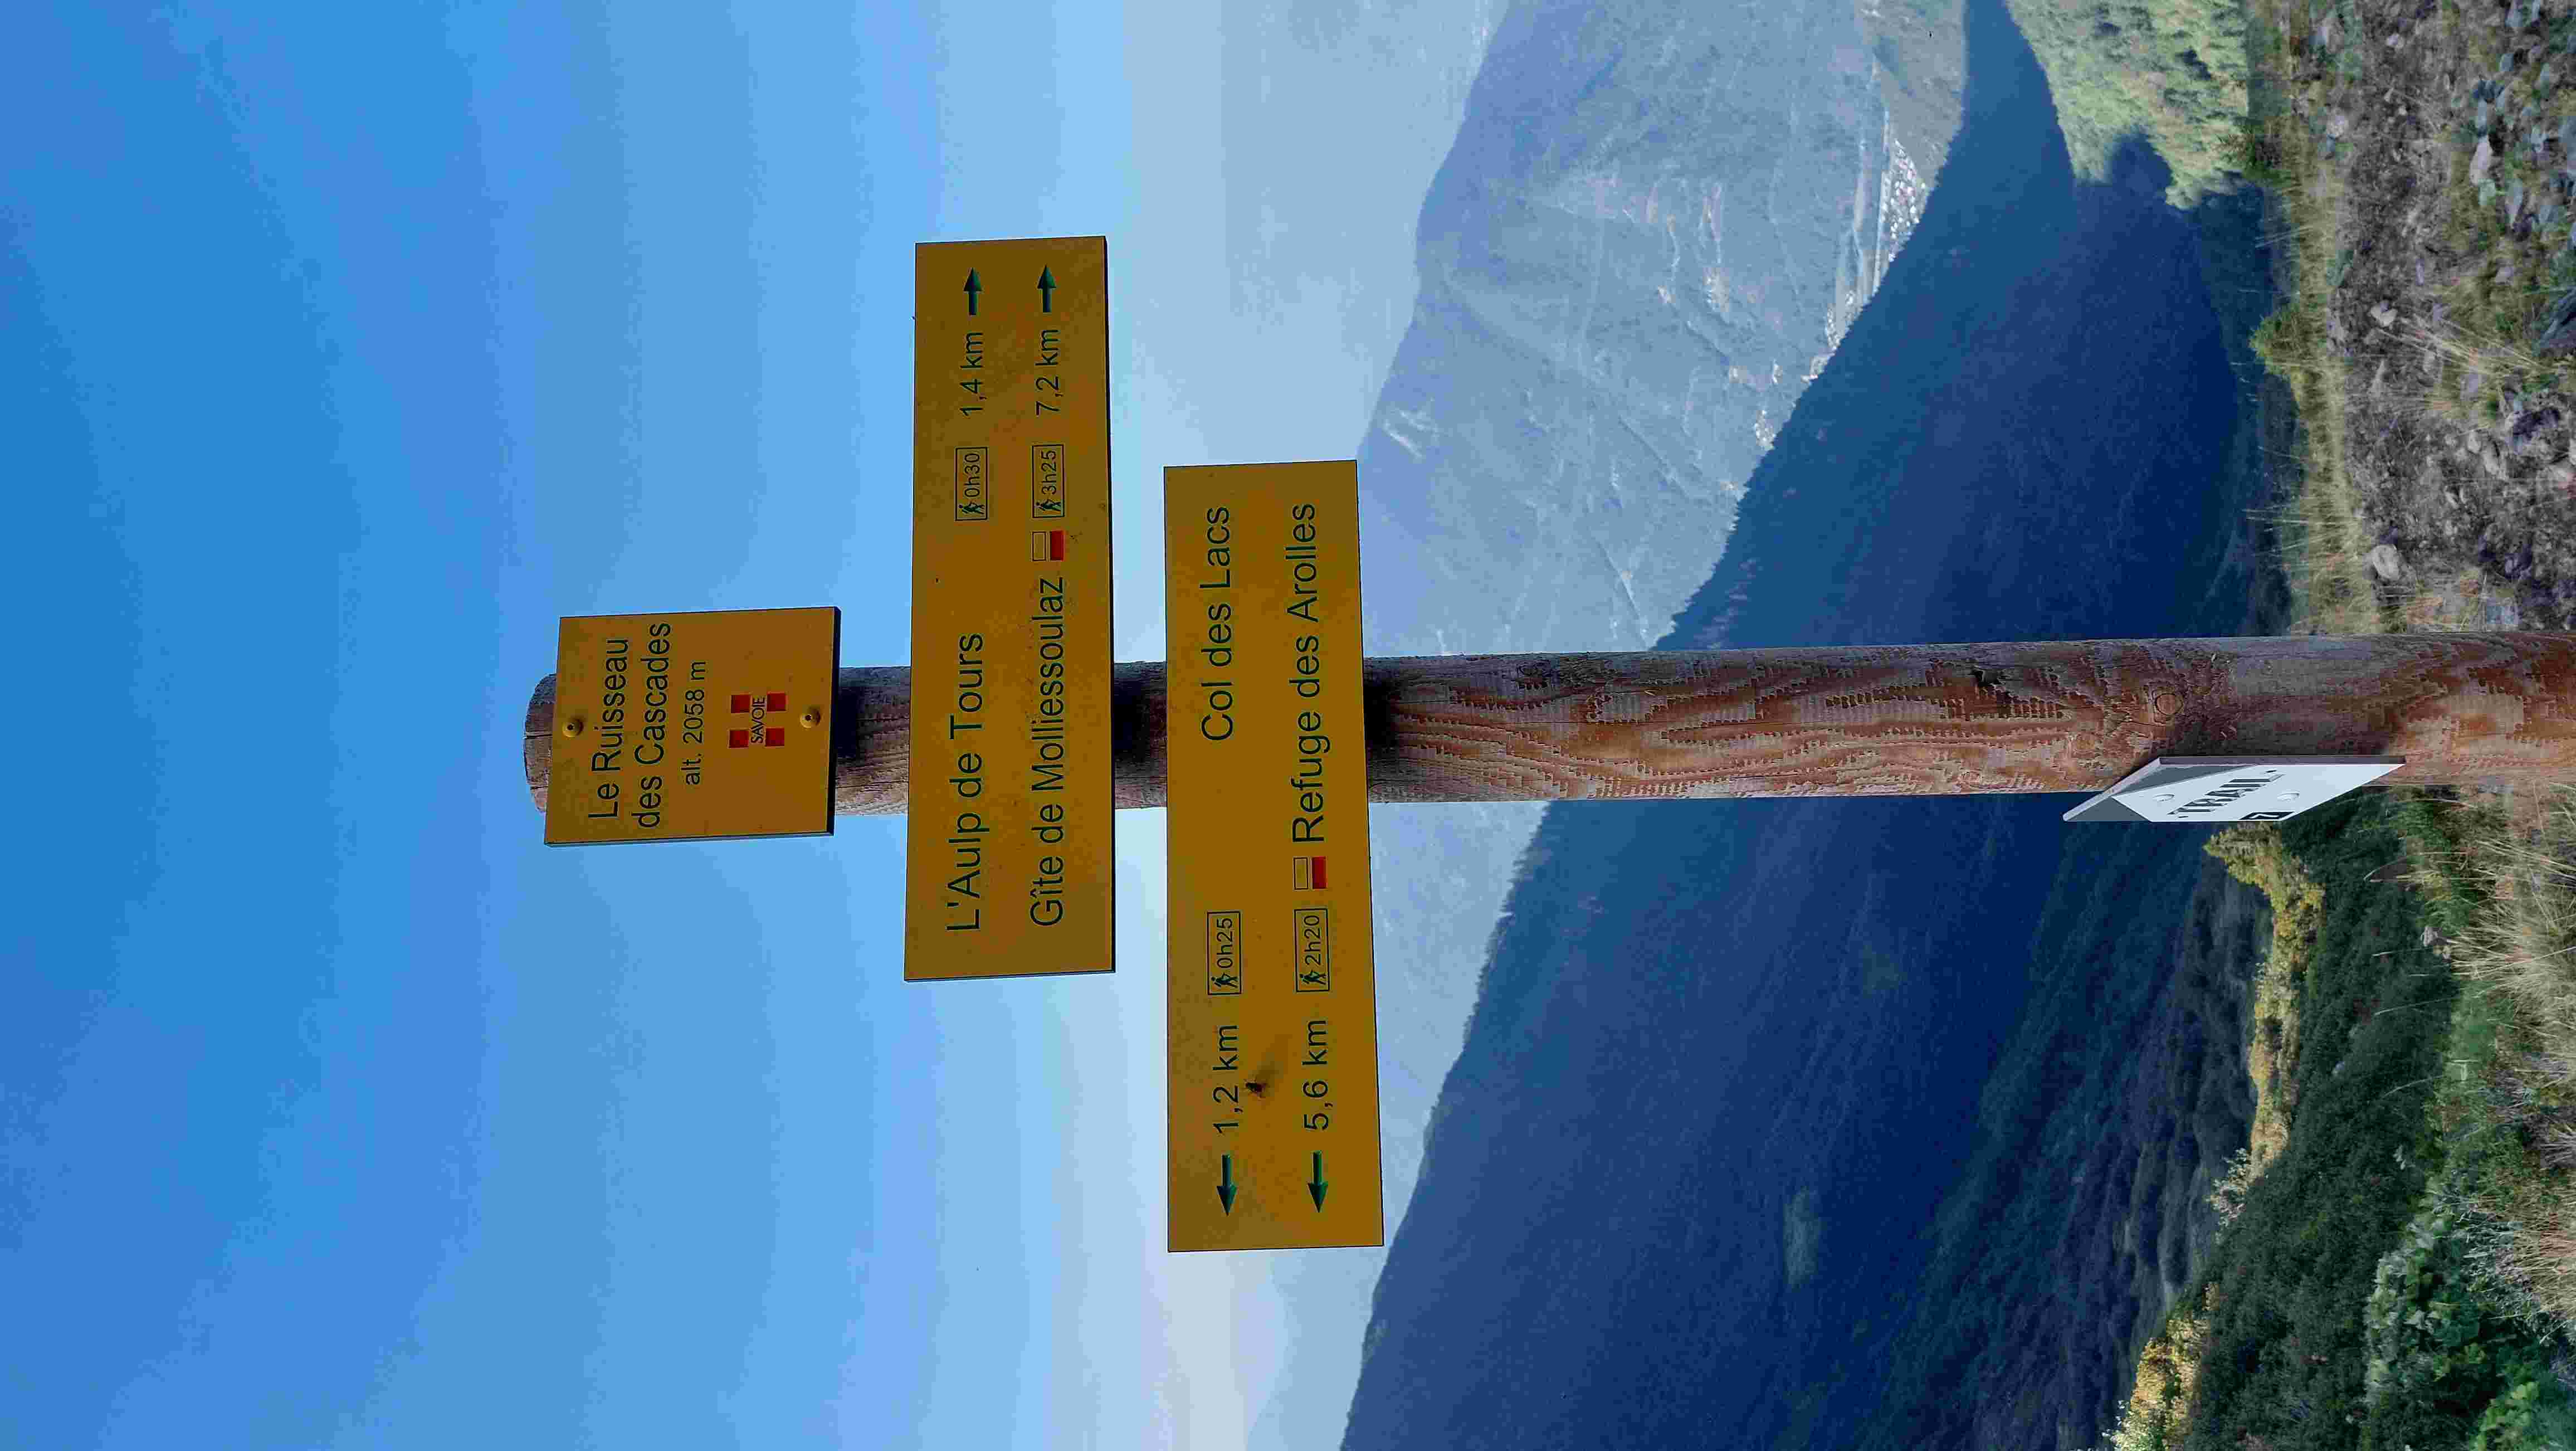 Le Ruisseau
des Cascades
alt. 2058 m
SAVOIE
L'Aulp de Tours 0h30 1,4 km →
Gîte de Molliessoulaz 3h25 7,2 km →
← 1,2 km 0h25 Col des Lacs
← 5,6 km 2h20 Refuge des Arolles
TRAIL
7